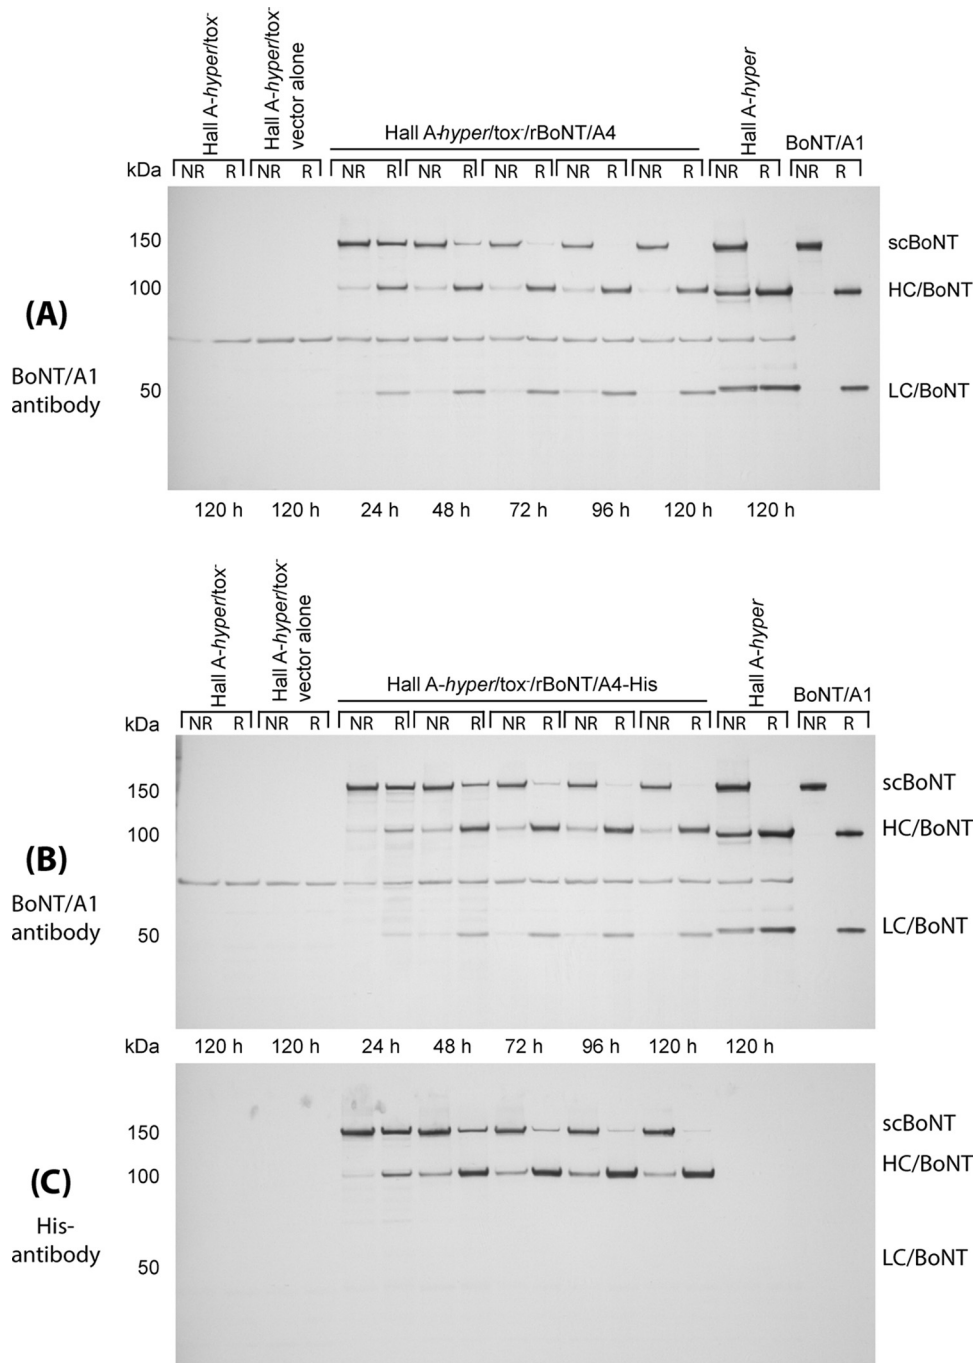 Hall A-hyper/tox-
Hall A-hyper/tox-
vector alone
Hall A-hyper/tox-/rBoNT/A4
Hall A-hyper
BoNT/A1
kDa
NR R NR R NR R NR R NR R NR R NR R NR R NR R
150
100
50
scBoNT
HC/BoNT
LC/BoNT
(A)
BoNT/A1
antibody
120 h 120 h 24 h 48 h 72 h 96 h 120 h 120 h
Hall A-hyper/tox-
Hall A-hyper/tox-
vector alone
Hall A-hyper/tox-/rBoNT/A4-His
Hall A-hyper
BoNT/A1
kDa
NR R NR R NR R NR R NR R NR R NR R NR R NR R
150
100
50
scBoNT
HC/BoNT
LC/BoNT
(B)
BoNT/A1
antibody
kDa 120 h 120 h 24 h 48 h 72 h 96 h 120 h 120 h
150
100
50
scBoNT
HC/BoNT
LC/BoNT
(C)
His-
antibody